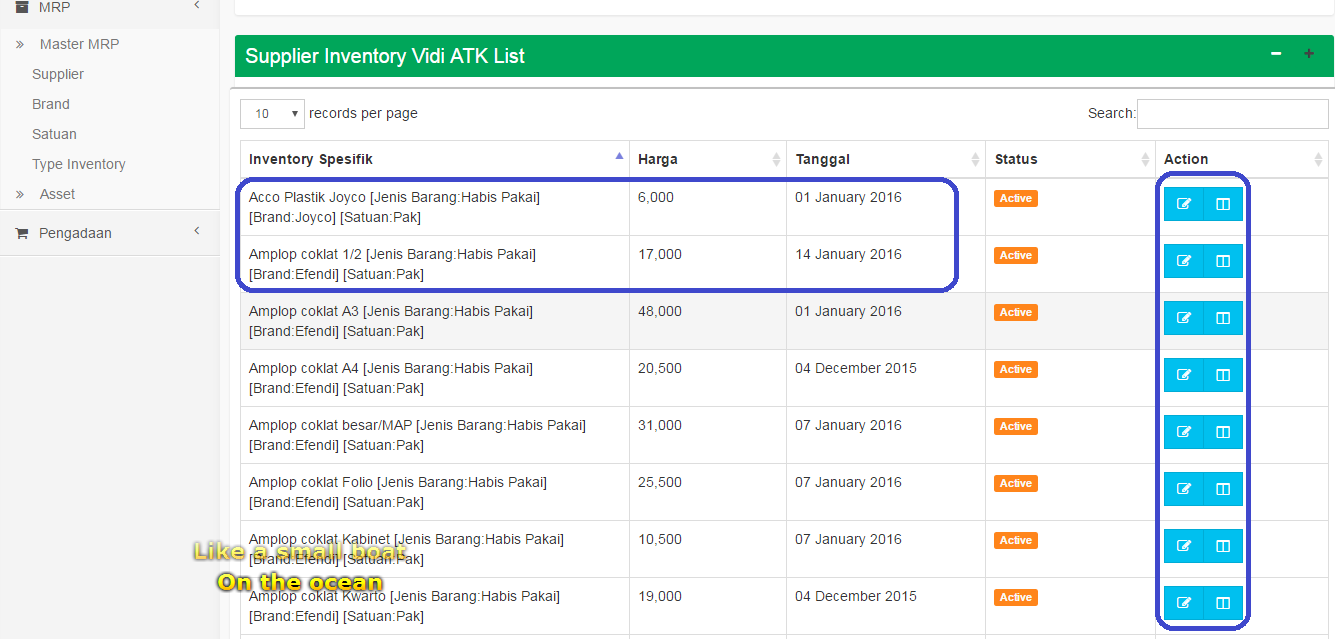 MRP
Master MRP
Supplier
Brand
Satuan
Type Inventory
Asset
Pengadaan
Supplier Inventory Vidi ATK List
10 records per page
Search:
Inventory Spesifik Harga Tanggal Status Action
Acco Plastik Joyco [Jenis Barang:Habis Pakai] 6,000 01 January 2016 Active
[Brand:Joyco] [Satuan:Pak]
Amplop coklat 1/2 [Jenis Barang:Habis Pakai] 17,000 14 January 2016 Active
[Brand:Efendi] [Satuan:Pak]
Amplop coklat A3 [Jenis Barang:Habis Pakai] 48,000 01 January 2016 Active
[Brand:Efendi] [Satuan:Pak]
Amplop coklat A4 [Jenis Barang:Habis Pakai] 20,500 04 December 2015 Active
[Brand:Efendi] [Satuan:Pak]
Amplop coklat besar/MAP [Jenis Barang:Habis Pakai] 31,000 07 January 2016 Active
[Brand:Efendi] [Satuan:Pak]
Amplop coklat Folio [Jenis Barang:Habis Pakai] 25,500 07 January 2016 Active
[Brand:Efendi] [Satuan:Pak]
Amplop coklat Kabinet [Jenis Barang:Habis Pakai] 10,500 07 January 2016 Active
[Brand:Efendi] [Satuan:Pak]
Like a small boat
On the ocean
Amplop coklat Kwarto [Jenis Barang:Habis Pakai] 19,000 04 December 2015 Active
[Brand:Efendi] [Satuan:Pak]